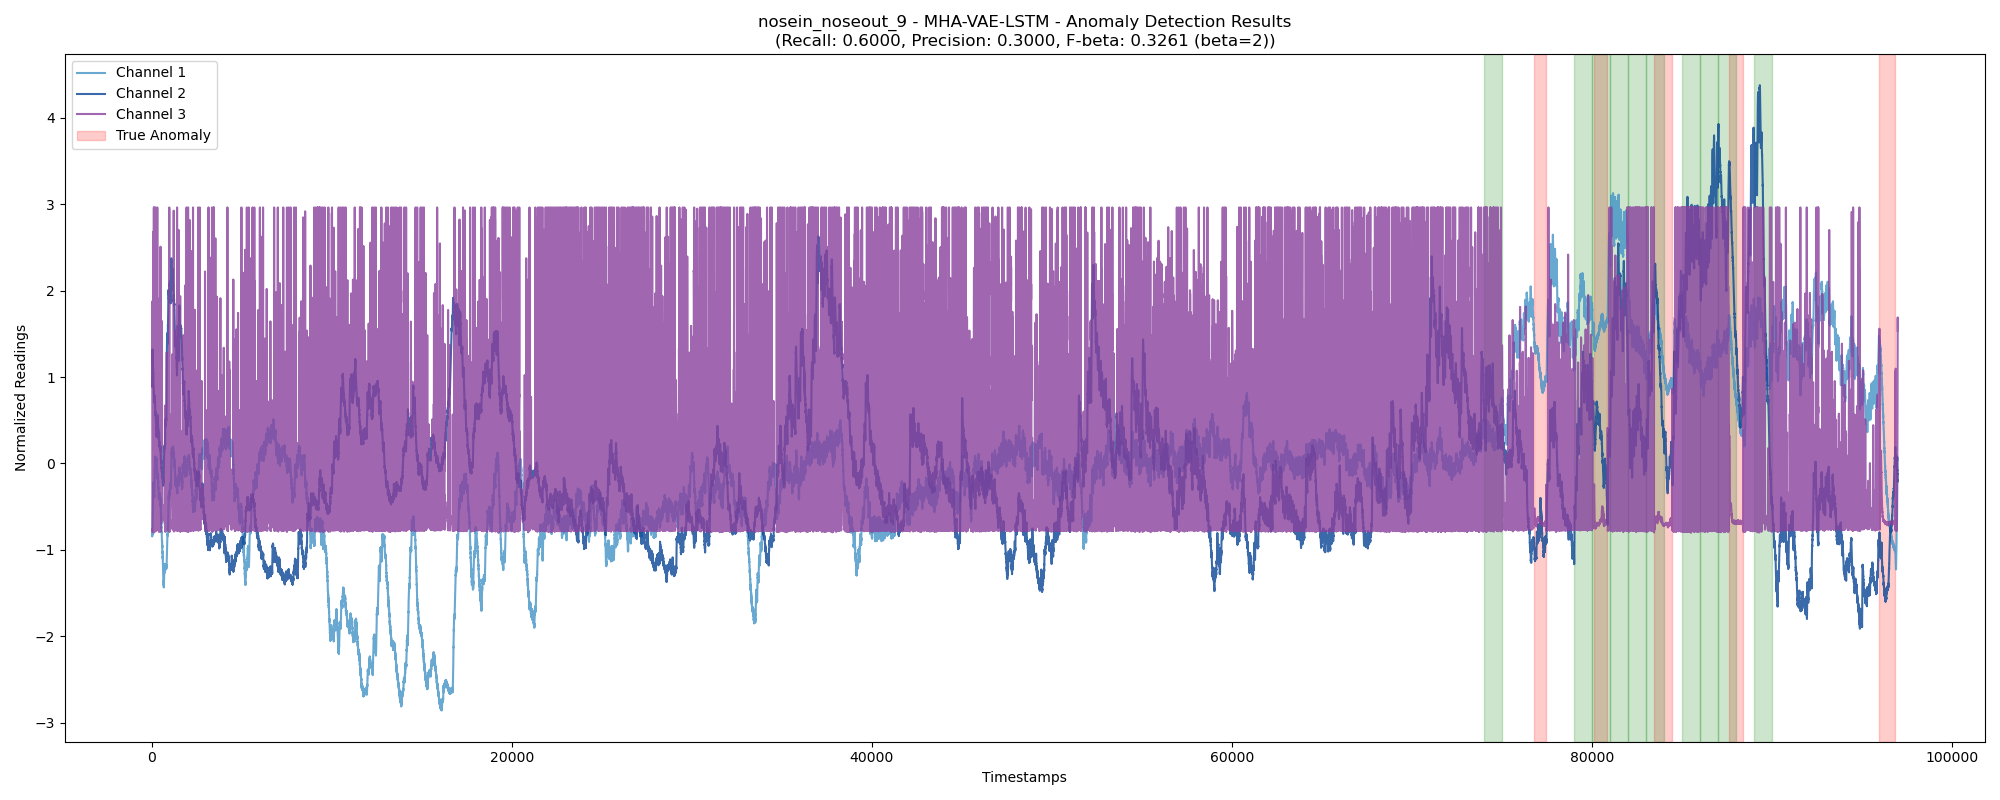 nosein_noseout_9 - MHA-VAE-LSTM - Anomaly Detection Results
(Recall: 0.6000, Precision: 0.3000, F-beta: 0.3261 (beta=2))
Channel 1
Channel 2
Channel 3
True Anomaly
Normalized Readings
4
3
2
1
0
−1
−2
−3
0
20000
40000
60000
80000
100000
Timestamps